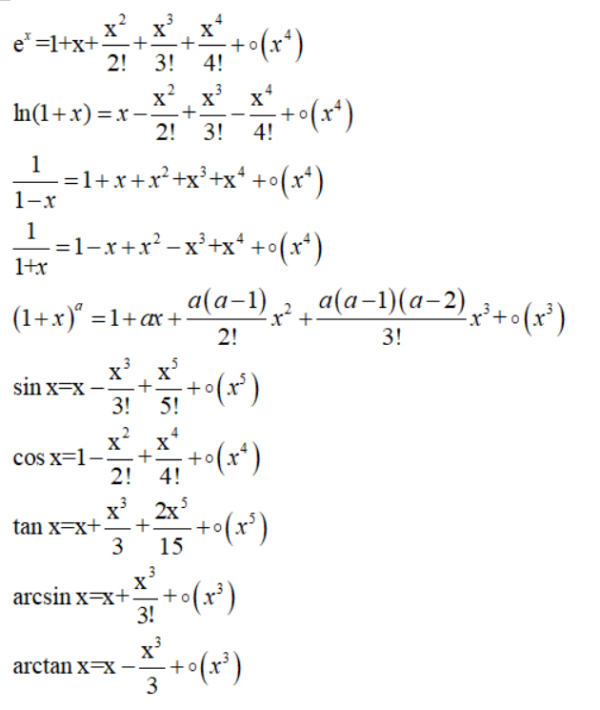 e^x =1+x+x^2/2!+x^3/3!+x^4/4!+∘(x^4)
ln(1+x)=x−x^2/2!+x^3/3!−x^4/4!+∘(x^4)
1/(1−x)=1+x+x^2+x^3+x^4+∘(x^4)
1/(1+x)=1−x+x^2−x^3+x^4+∘(x^4)
(1+x)^a=1+ax+a(a−1)/2! x^2+a(a−1)(a−2)/3! x^3+∘(x^3)
sin x=x−x^3/3!+x^5/5!+∘(x^5)
cos x=1−x^2/2!+x^4/4!+∘(x^4)
tan x=x+x^3/3+2x^5/15+∘(x^5)
arcsin x=x+x^3/3!+∘(x^3)
arctan x=x−x^3/3+∘(x^3)